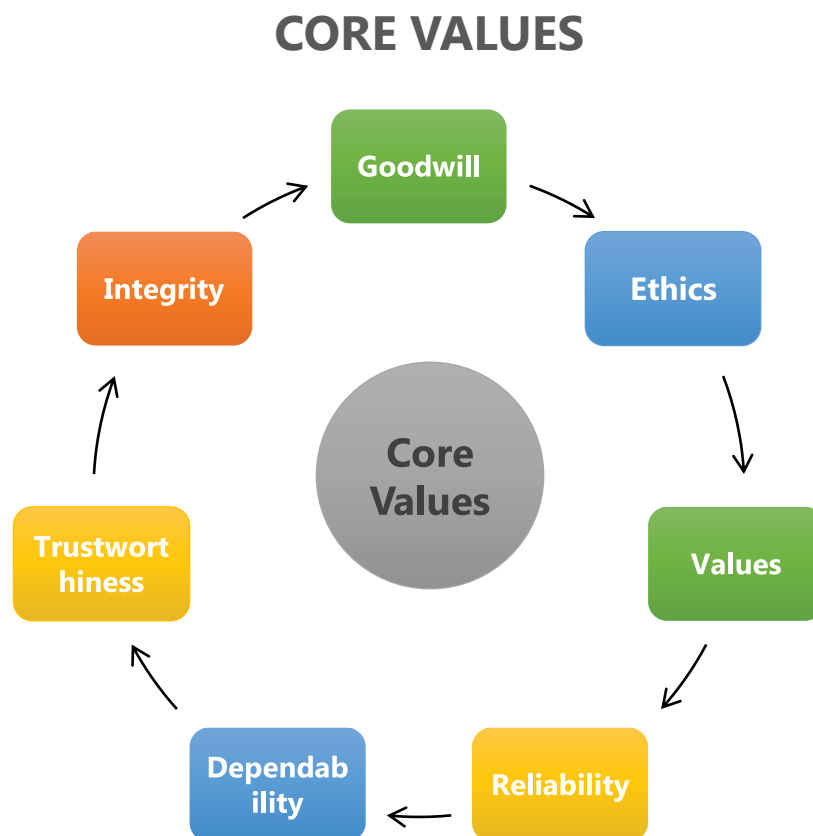 CORE VALUES
Goodwill
Ethics
Values
Reliability
Dependab
ility
Trustwort
hiness
Integrity
Core
Values